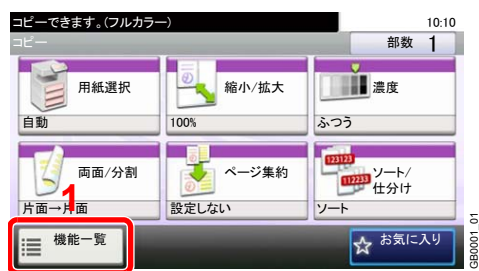 コピーできます。(フルカラー)
10:10
コピー
部数 1
用紙選択
自動
縮小/拡大
100%
濃度
ふつう
両面/分割
片面→片面
1
ページ集約
設定しない
123123
112233
ソート/
仕分け
ソート
機能一覧
お気に入り
GB0001_01